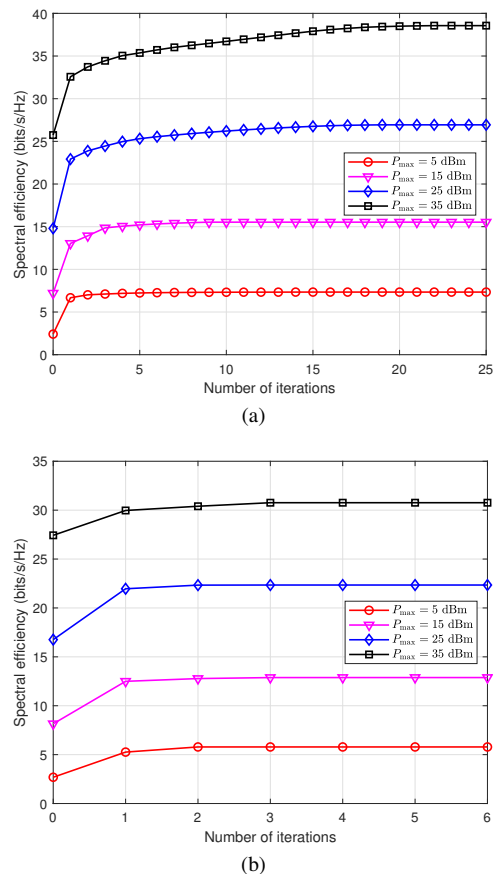 40
35
30
25
20
15
10
5
0
Spectral efficiency (bits/s/Hz)
P_max = 5 dBm
P_max = 15 dBm
P_max = 25 dBm
P_max = 35 dBm
0 5 10 15 20 25
Number of iterations
(a)
35
30
25
20
15
10
5
0
Spectral efficiency (bits/s/Hz)
P_max = 5 dBm
P_max = 15 dBm
P_max = 25 dBm
P_max = 35 dBm
0 1 2 3 4 5 6
Number of iterations
(b)